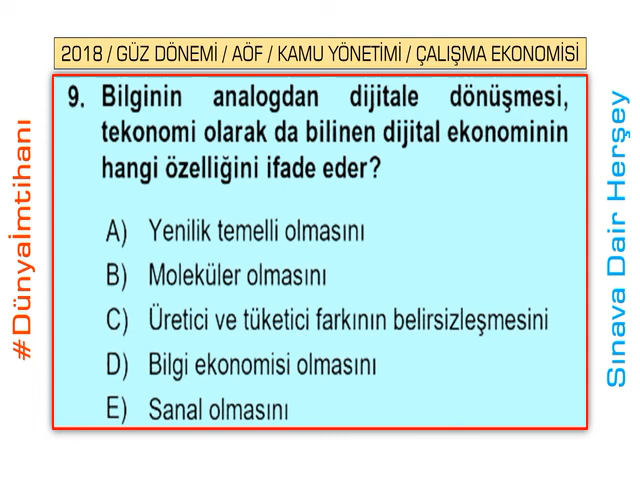 2018 / GÜZ DÖNEMİ / AÖF / KAMU YÖNETİMİ / ÇALIŞMA EKONOMİSİ
9. Bilginin analogdan dijitale dönüşmesi,
tekonomi olarak da bilinen dijital ekonominin
hangi özelliğini ifade eder?
A) Yenilik temelli olmasını
B) Moleküler olmasını
C) Üretici ve tüketici farkının belirsizleşmesini
D) Bilgi ekonomisi olmasını
E) Sanal olmasını
#Dünyaİmtihanı
Sınava Dair Herşey